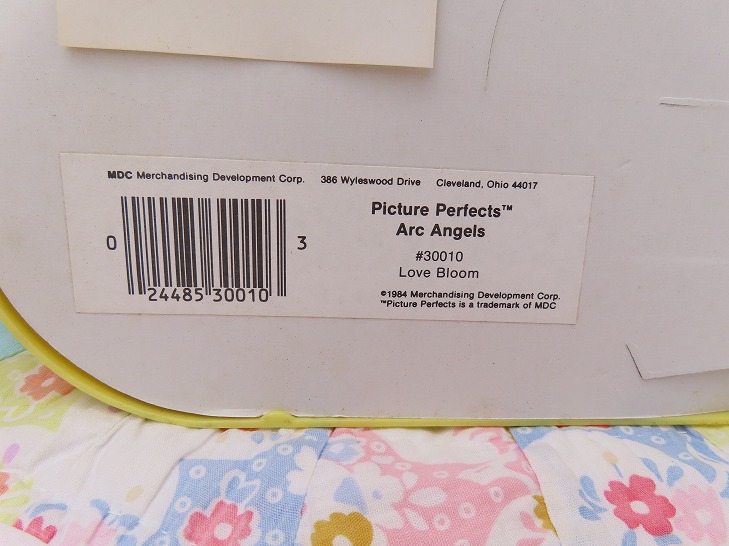 MDC Merchandising Development Corp. 386 Wyleswood Drive Cleveland, Ohio 44017
Picture Perfects™
Arc Angels
#30010
Love Bloom
©1984 Merchandising Development Corp.
™Picture Perfects is a trademark of MDC
0 24485 30010 3